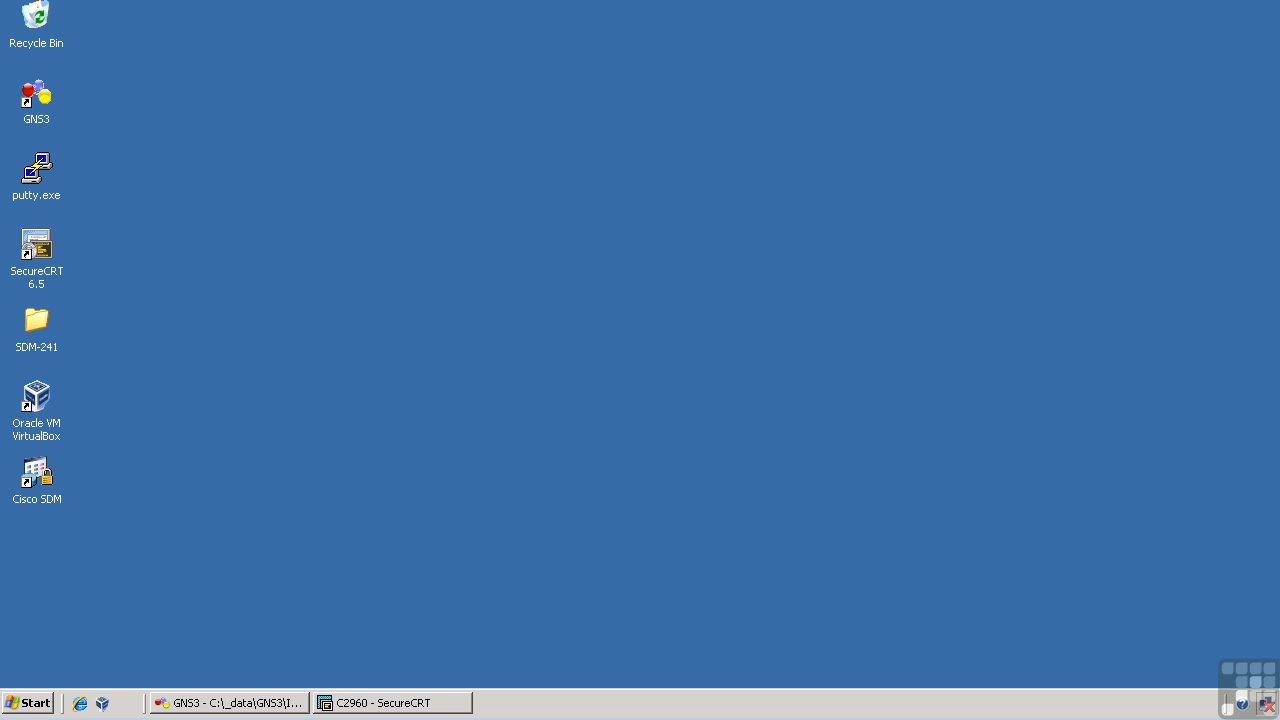 Recycle Bin
GNS3
putty.exe
SecureCRT
6.5
SDM-241
Oracle VM
VirtualBox
Cisco SDM
Start
GNS3 - C:\_data\GNS3\I...
C2960 - SecureCRT